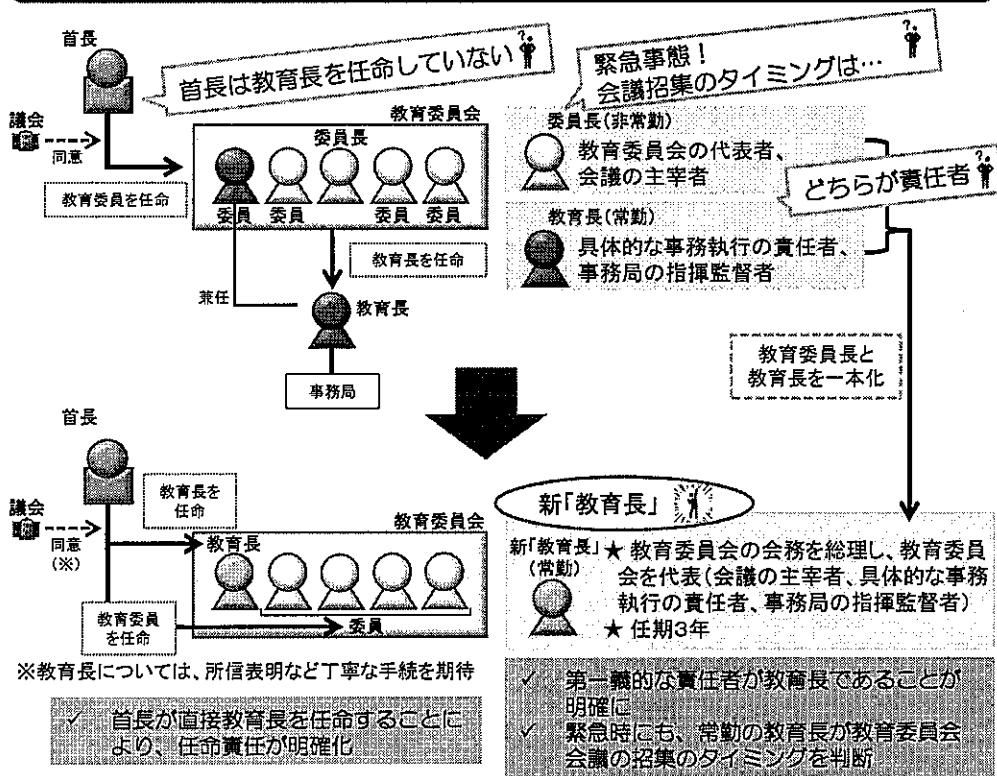 首長
首長は教育長を任命していない
緊急事態!
会議招集のタイミングは…
議会
同意
教育委員を任命
教育委員会
委員長
委員 委員 委員 委員
教育長を任命
兼任
教育長
事務局
委員長(非常勤)
教育委員会の代表者、
会議の主宰者
教育長(常勤)
具体的な事務執行の責任者、
事務局の指揮監督者
どちらが責任者
教育委員長と
教育長を一本化
首長
議会
同意
(※)
教育長を
任命
教育委員
を任命
教育委員会
教育長
委員
※教育長については、所信表明など丁寧な手続を期待
✓ 首長が直接教育長を任命することに
より、任命責任が明確化
新「教育長」
新「教育長」
(常勤)
★ 教育委員会の会務を総理し、教育委員
会を代表(会議の主宰者、具体的な事務
執行の責任者、事務局の指揮監督者)
★ 任期3年
✓ 第一義的な責任者が教育長であることが
明確に
✓ 緊急時にも、常勤の教育長が教育委員会
会議の招集のタイミングを判断